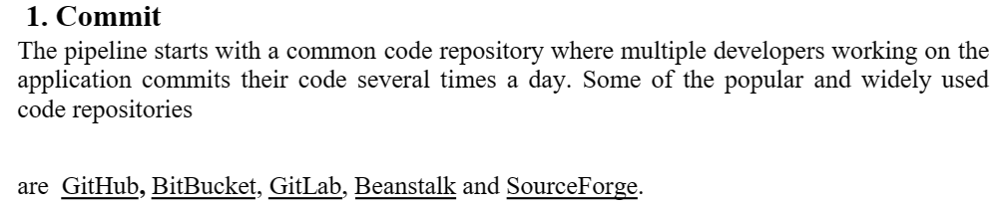 1. Commit
The pipeline starts with a common code repository where multiple developers working on the
application commits their code several times a day. Some of the popular and widely used
code repositories
are GitHub, BitBucket, GitLab, Beanstalk and SourceForge.